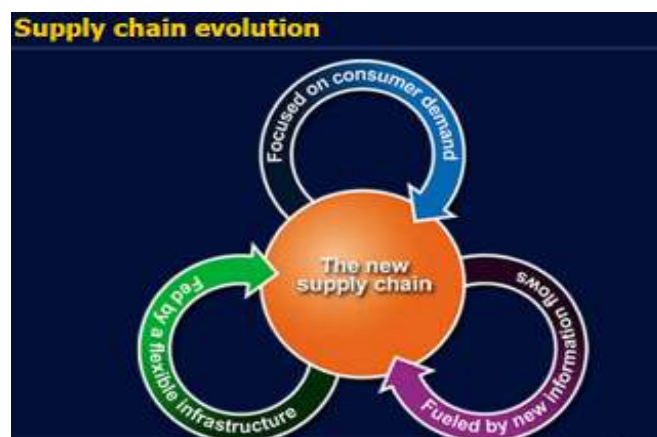 Supply chain evolution
Focused on consumer demand
The new
supply chain
Fed by a flexible infrastructure
Fueled by new information flows